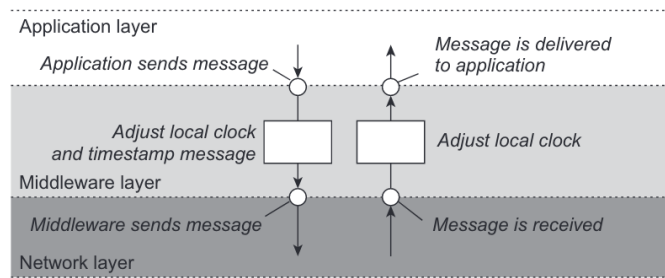 Application layer
Application sends message
Message is delivered
to application
Adjust local clock
and timestamp message
Adjust local clock
Middleware layer
Middleware sends message
Message is received
Network layer